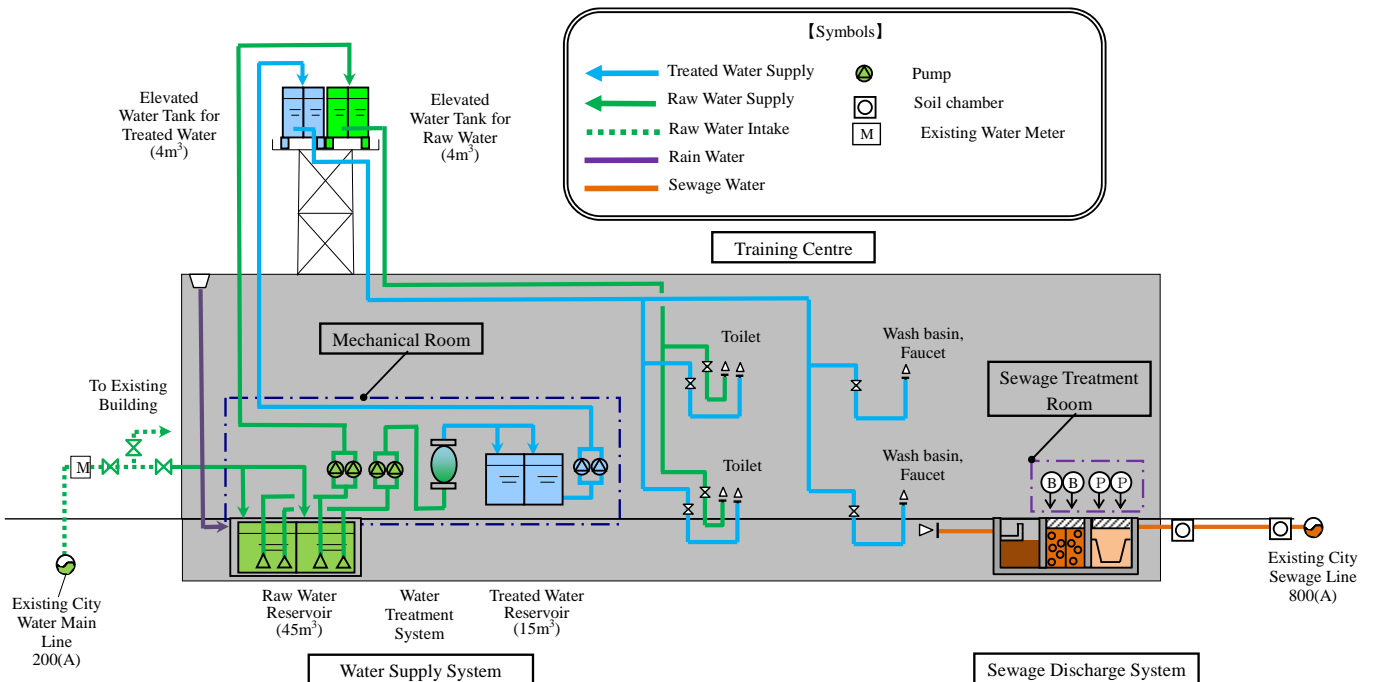 【Symbols】
Treated Water Supply
Raw Water Supply
Raw Water Intake
Rain Water
Sewage Water
Pump
Soil chamber
M
Existing Water Meter
Elevated
Water Tank for
Treated Water
(4m³)
Elevated
Water Tank for
Raw Water
(4m³)
Training Centre
Mechanical Room
Toilet
Wash basin,
Faucet
Sewage Treatment
Room
To Existing
Building
M
Toilet
Wash basin,
Faucet
B
B
P
P
Existing City
Water Main
Line
200(A)
Raw Water
Reservoir
(45m³)
Water
Treatment
System
Treated Water
Reservoir
(15m³)
Existing City
Sewage Line
800(A)
Water Supply System
Sewage Discharge System